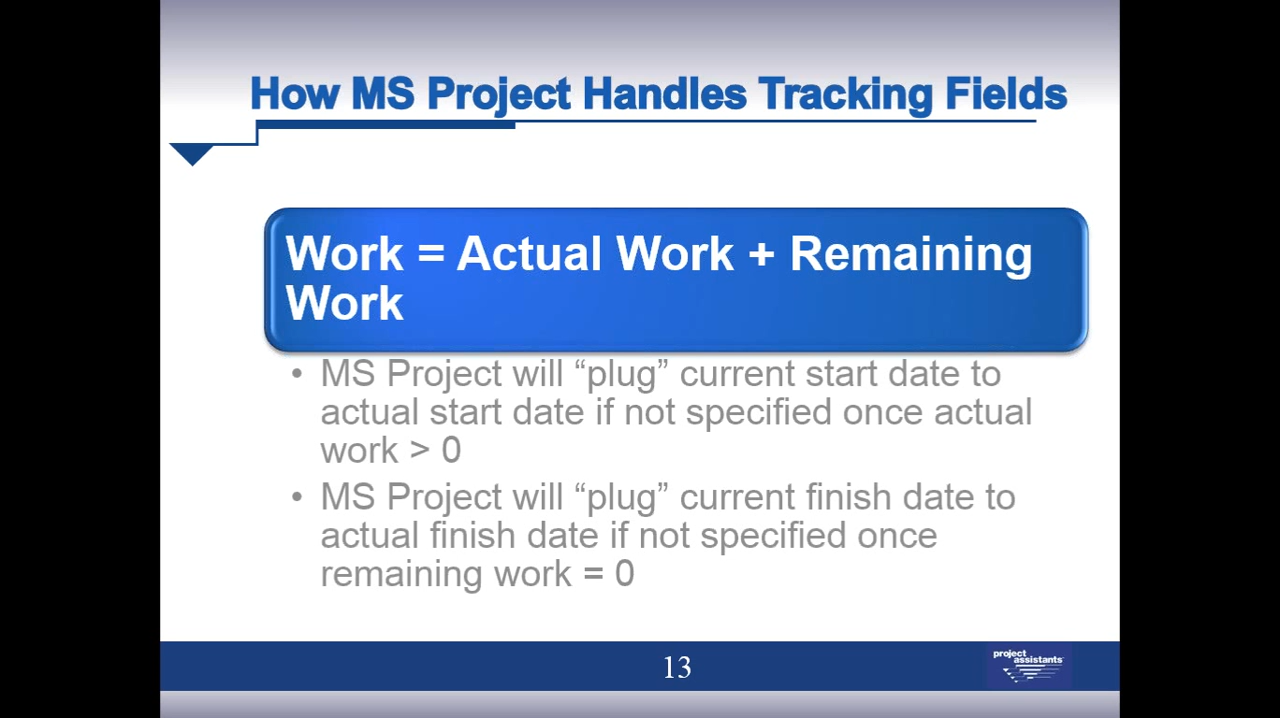 How MS Project Handles Tracking Fields
Work = Actual Work + Remaining
Work
• MS Project will “plug” current start date to
actual start date if not specified once actual
work > 0
• MS Project will “plug” current finish date to
actual finish date if not specified once
remaining work = 0
13
project
assistants